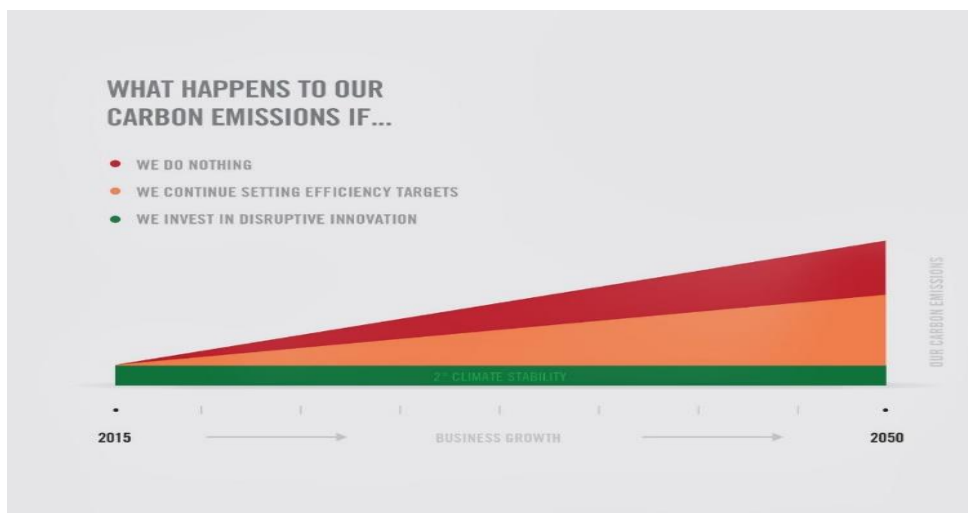 WHAT HAPPENS TO OUR
CARBON EMISSIONS IF...
WE DO NOTHING
WE CONTINUE SETTING EFFICIENCY TARGETS
WE INVEST IN DISRUPTIVE INNOVATION
OUR CARBON EMISSIONS
2° CLIMATE STABILITY
2015
BUSINESS GROWTH
2050